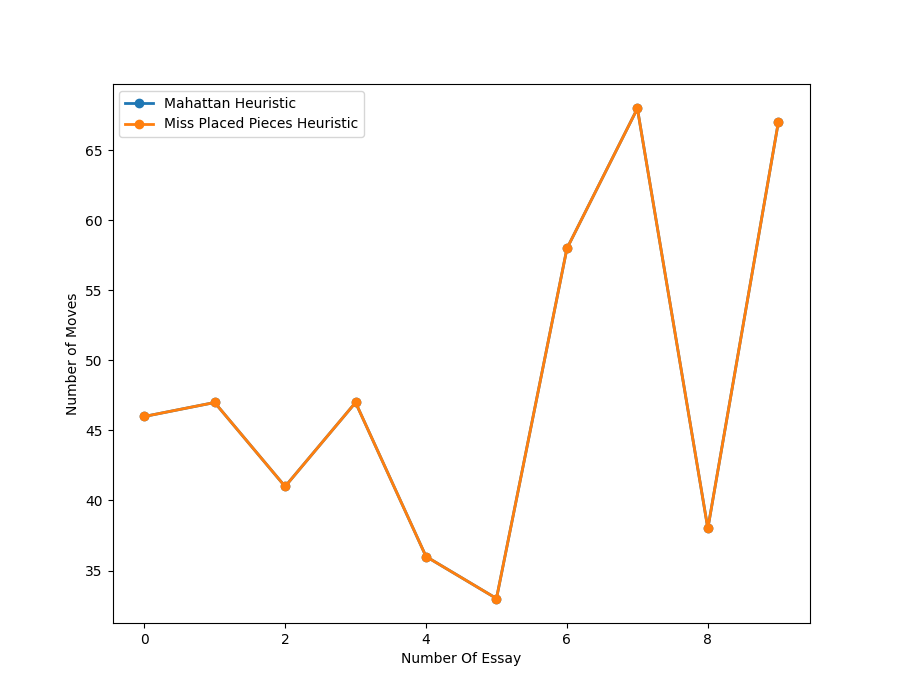 Mahattan Heuristic
Miss Placed Pieces Heuristic
65
60
55
50
45
40
35
Number of Moves
0 2 4 6 8
Number Of Essay